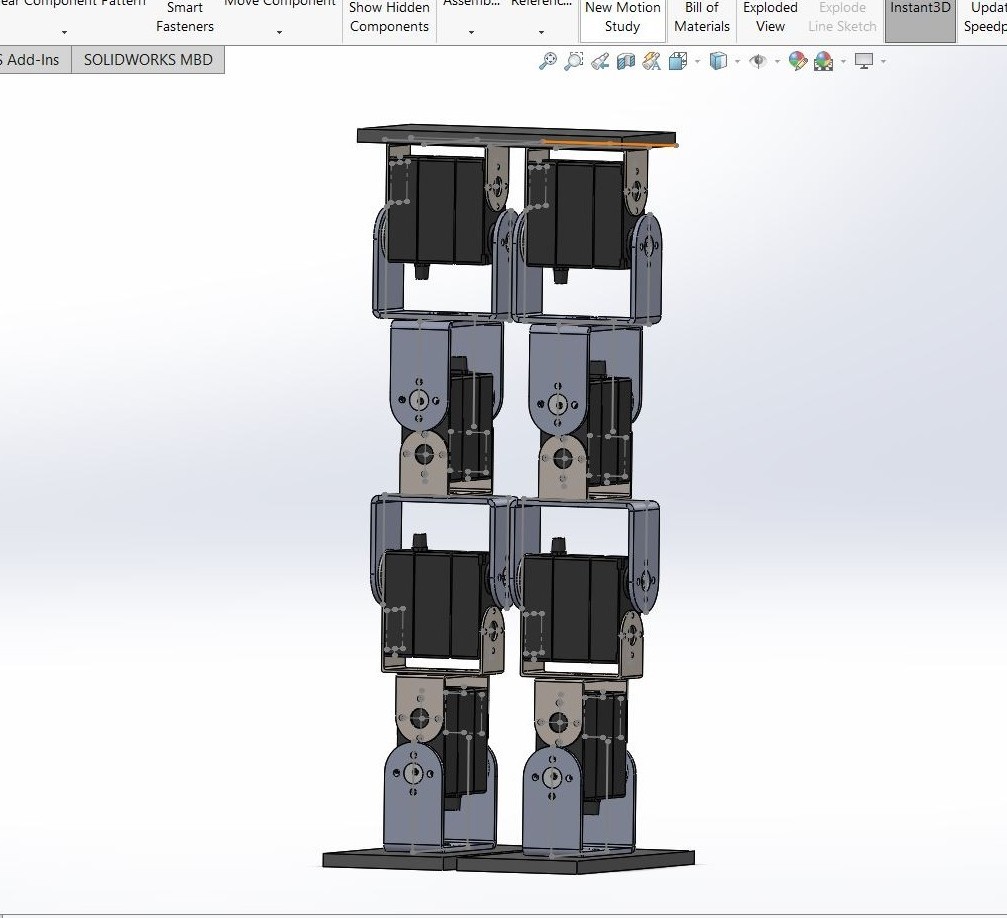 ear Component Pattern
Smart
Fasteners
Move Component
Show Hidden
Components
Assemb...
Referenc...
New Motion
Study
Bill of
Materials
Exploded
View
Explode
Line Sketch
Instant3D
Updat
Speedp
S Add-Ins
SOLIDWORKS MBD